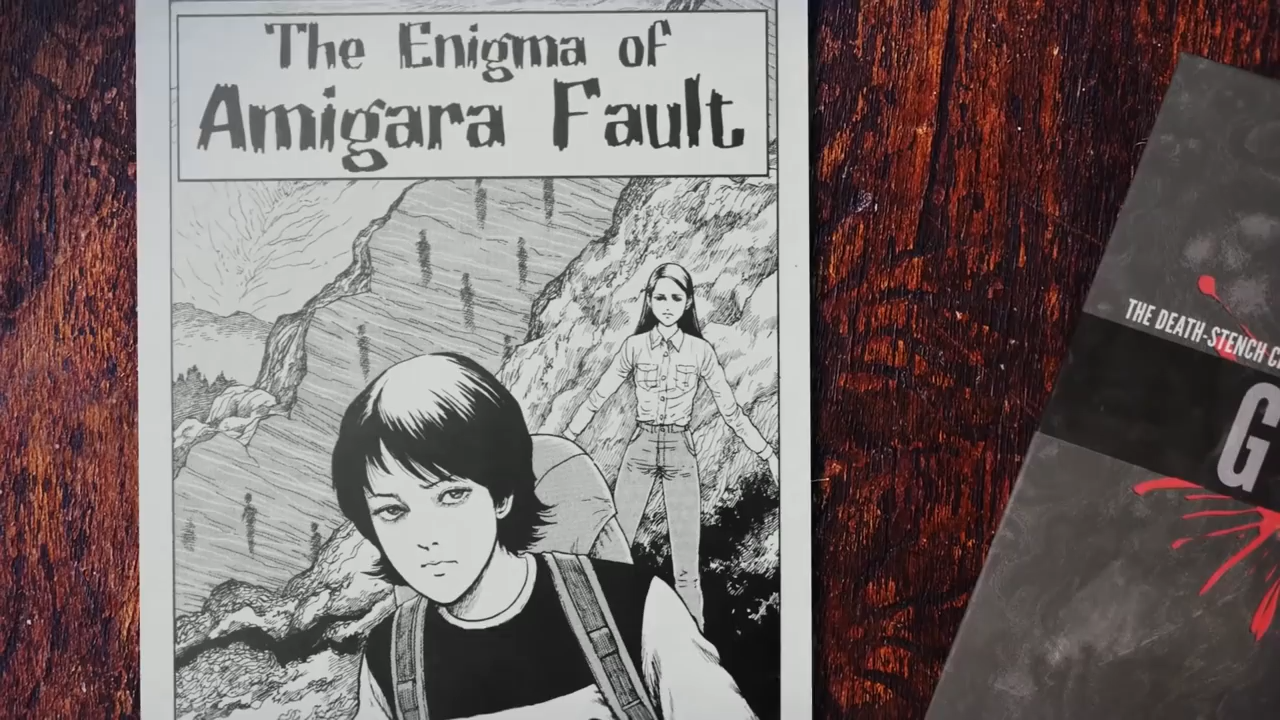 The Enigma of
Amigara Fault
THE DEATH-STENCH
G